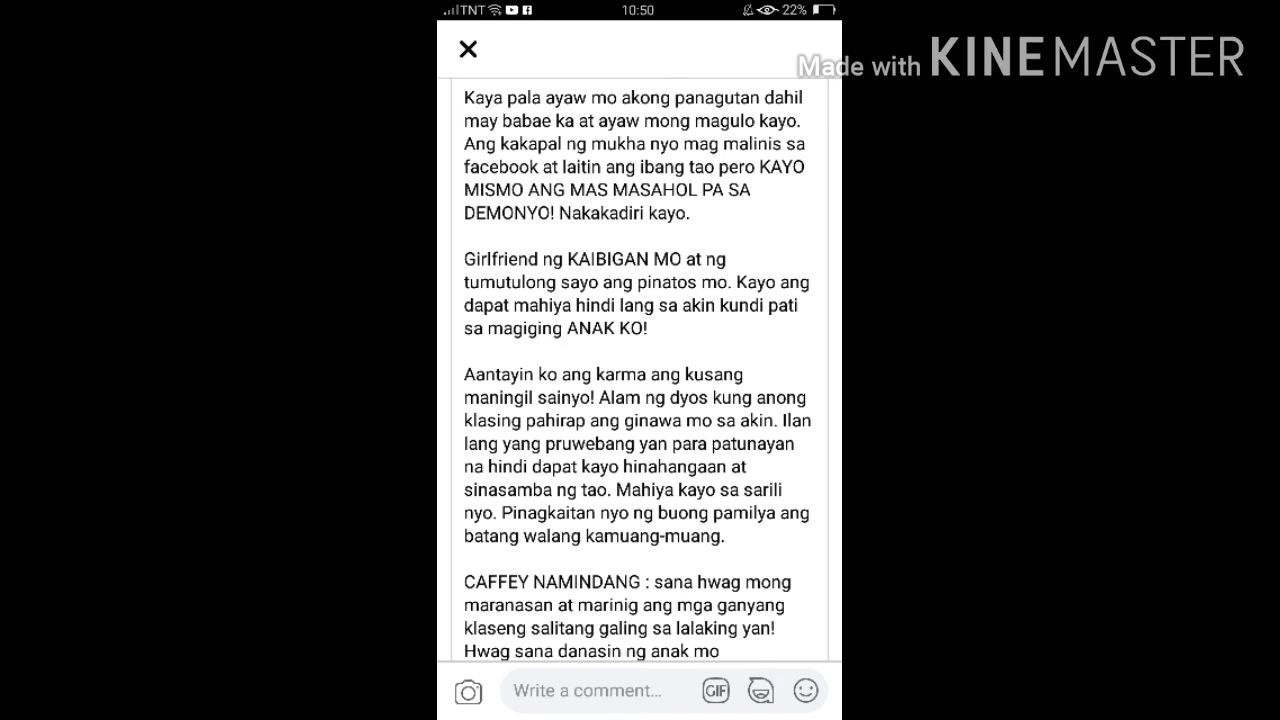 TNT 10:50 22%
Made with KINEMASTER
Kaya pala ayaw mo akong panagutan dahil
may babae ka at ayaw mong magulo kayo.
Ang kakapal ng mukha nyo mag malinis sa
facebook at laitin ang ibang tao pero KAYO
MISMO ANG MAS MASAHOL PA SA
DEMONYO! Nakakadiri kayo.
Girlfriend ng KAIBIGAN MO at ng
tumutulong sayo ang pinatos mo. Kayo ang
dapat mahiya hindi lang sa akin kundi pati
sa magiging ANAK KO!
Aantayin ko ang karma ang kusang
maningil sainyo! Alam ng dyos kung anong
klasing pahirap ang ginawa mo sa akin. Ilan
lang yang pruwebang yan para patunayan
na hindi dapat kayo hinahangaan at
sinasamba ng tao. Mahiya kayo sa sarili
nyo. Pinagkaitan nyo ng buong pamilya ang
batang walang kamuang-muang.
CAFFEY NAMINDANG : sana hwag mong
maranasan at marinig ang mga ganyang
klaseng salitang galing sa lalaking yan!
Hwag sana danasin ng anak mo
Write a comment...
GIF